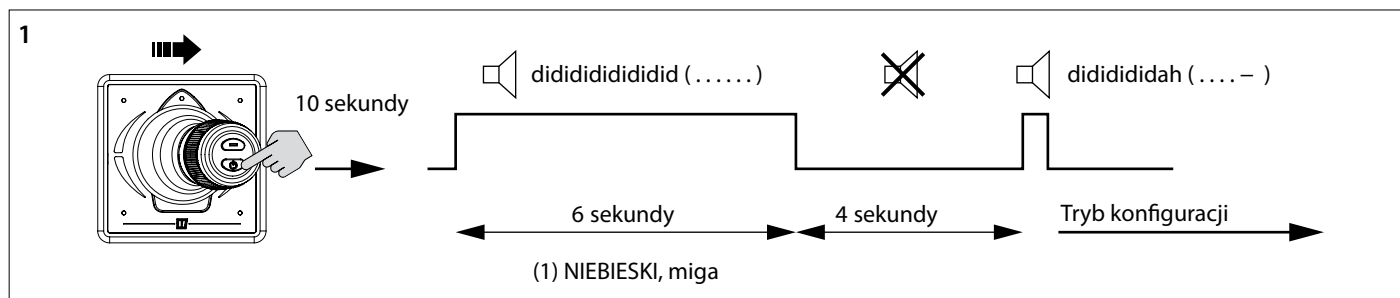 1
10 sekundy
didididididid ( . . . . . . )
didididah ( . . . . – )
6 sekundy
4 sekundy
Tryb konfiguracji
(1) NIEBIESKI, miga